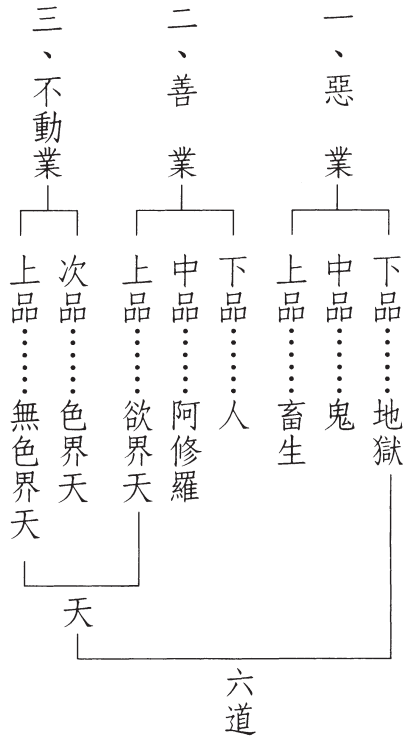 一、惡業
下品………地獄
中品………鬼
上品………畜生
二、善業
下品………人
中品………阿修羅
上品………欲界天
三、不動業
次品………色界天
上品………無色界天
天
六道